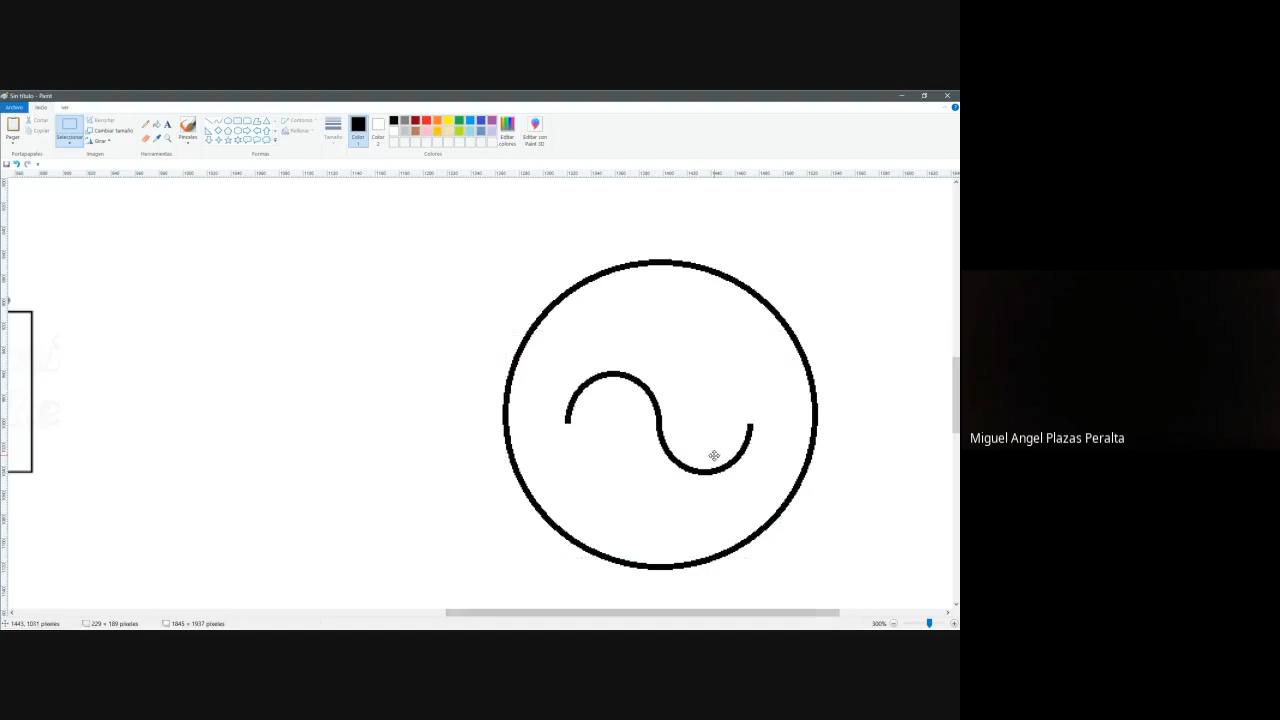 Sin título - Paint
Archivo Inicio Ver
Pegar
Cortar
Copiar
Portapapeles
Seleccionar
Recortar
Cambiar tamaño
Girar
Imagen
A
Herramientas
Pinceles
Contorno
Rellenar
Formas
Tamaño
Color
1
Color
2
Editar
colores
Colores
Editar con
Paint 3D
1443, 1031 píxeles
229 × 189 píxeles
1845 × 1937 píxeles
300%
Miguel Angel Plazas Peralta